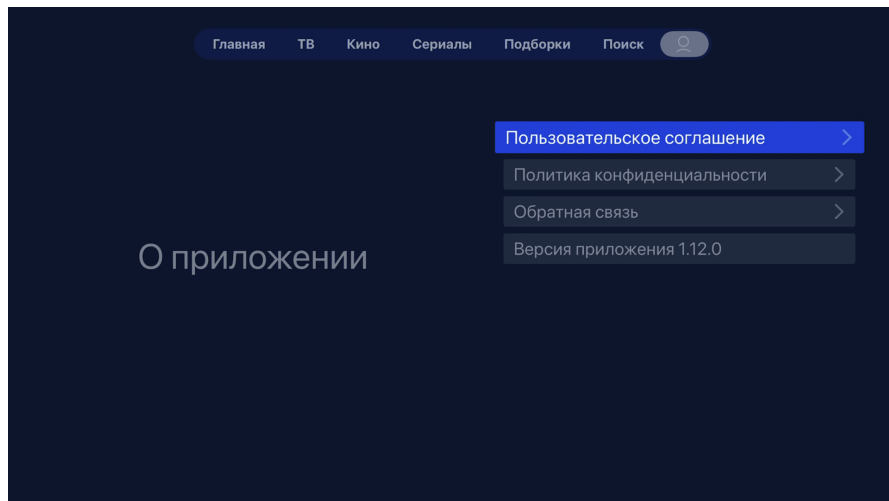 Главная ТВ Кино Сериалы Подборки Поиск
Пользовательское соглашение
Политика конфиденциальности
Обратная связь
Версия приложения 1.12.0
О приложении